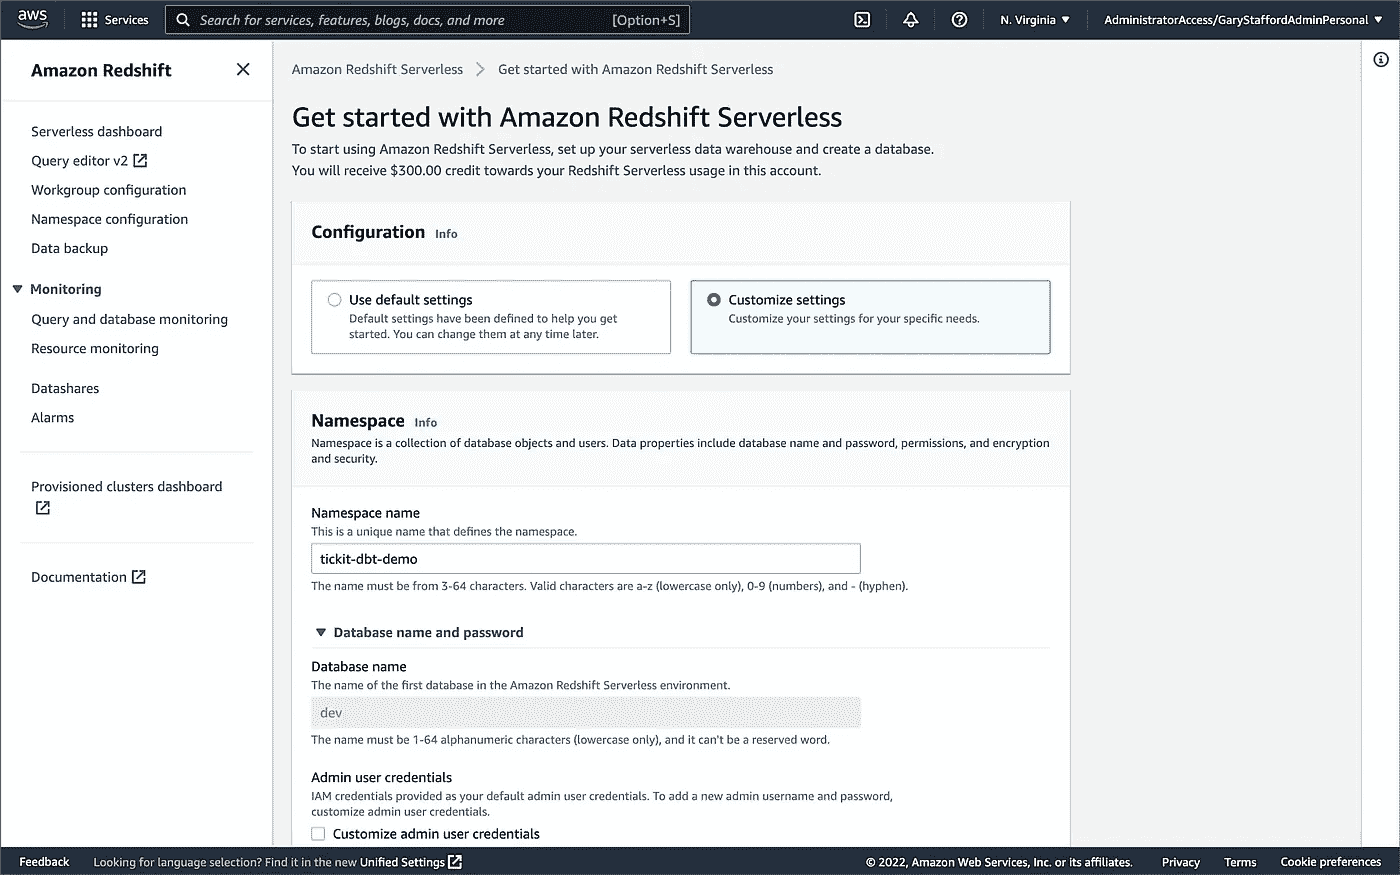 aws
Services
Search for services, features, blogs, docs, and more
[Option+S]
N. Virginia
AdministratorAccess/GaryStaffordAdminPersonal
Amazon Redshift
Serverless dashboard
Query editor v2
Workgroup configuration
Namespace configuration
Data backup
Monitoring
Query and database monitoring
Resource monitoring
Datashares
Alarms
Provisioned clusters dashboard
Documentation
Amazon Redshift Serverless
Get started with Amazon Redshift Serverless
Get started with Amazon Redshift Serverless
To start using Amazon Redshift Serverless, set up your serverless data warehouse and create a database.
You will receive $300.00 credit towards your Redshift Serverless usage in this account.
Configuration Info
Use default settings
Default settings have been defined to help you get
started. You can change them at any time later.
Customize settings
Customize your settings for your specific needs.
Namespace Info
Namespace is a collection of database objects and users. Data properties include database name and password, permissions, and encryption
and security.
Namespace name
This is a unique name that defines the namespace.
tickit-dbt-demo
The name must be from 3-64 characters. Valid characters are a-z (lowercase only), 0-9 (numbers), and - (hyphen).
Database name and password
Database name
The name of the first database in the Amazon Redshift Serverless environment.
dev
The name must be 1-64 alphanumeric characters (lowercase only), and it can't be a reserved word.
Admin user credentials
IAM credentials provided as your default admin user credentials. To add a new admin username and password,
customize admin user credentials.
Customize admin user credentials
Feedback
Looking for language selection? Find it in the new Unified Settings
© 2022, Amazon Web Services, Inc. or its affiliates.
Privacy
Terms
Cookie preferences